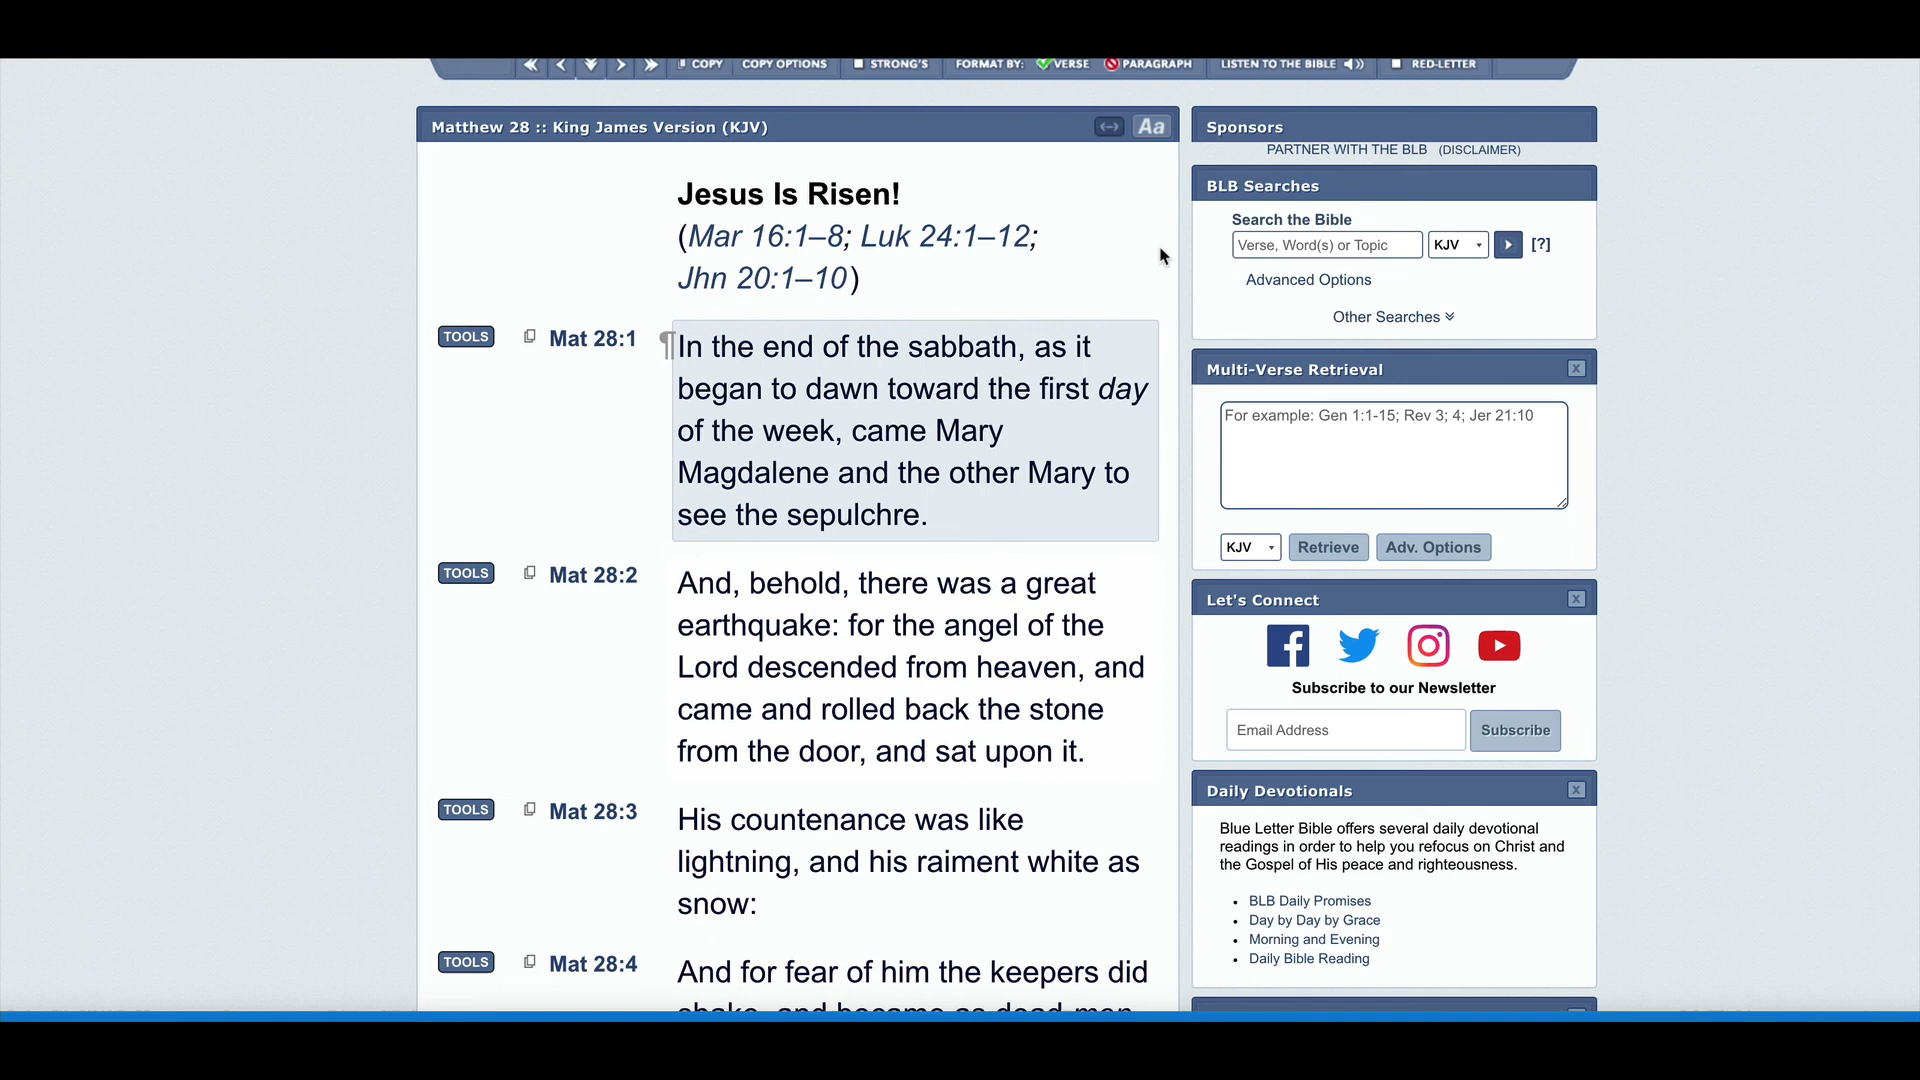 COPY COPY OPTIONS STRONG'S FORMAT BY: VERSE PARAGRAPH LISTEN TO THE BIBLE RED-LETTER
Matthew 28 :: King James Version (KJV)
Aa
Jesus Is Risen!
(Mar 16:1–8; Luk 24:1–12;
Jhn 20:1–10)
TOOLS Mat 28:1 ¶In the end of the sabbath, as it
began to dawn toward the first day
of the week, came Mary
Magdalene and the other Mary to
see the sepulchre.
TOOLS Mat 28:2 And, behold, there was a great
earthquake: for the angel of the
Lord descended from heaven, and
came and rolled back the stone
from the door, and sat upon it.
TOOLS Mat 28:3 His countenance was like
lightning, and his raiment white as
snow:
TOOLS Mat 28:4 And for fear of him the keepers did
shake, and became as dead men.
Sponsors
PARTNER WITH THE BLB (DISCLAIMER)
BLB Searches
Search the Bible
Verse, Word(s) or Topic KJV [?]
Advanced Options
Other Searches
Multi-Verse Retrieval X
For example: Gen 1:1-15; Rev 3; 4; Jer 21:10
KJV Retrieve Adv. Options
Let's Connect X
Subscribe to our Newsletter
Email Address Subscribe
Daily Devotionals X
Blue Letter Bible offers several daily devotional
readings in order to help you refocus on Christ and
the Gospel of His peace and righteousness.
• BLB Daily Promises
• Day by Day by Grace
• Morning and Evening
• Daily Bible Reading